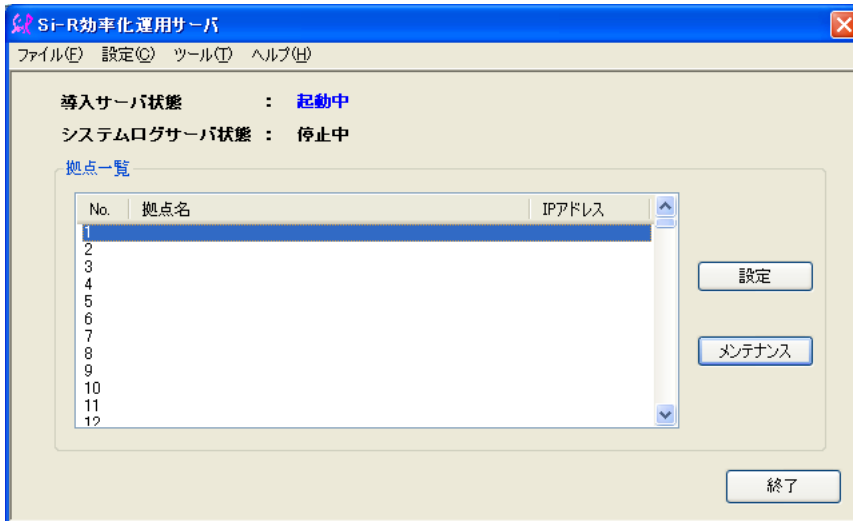 Si-R効率化運用サーバ
ファイル(F) 設定(C) ツール(T) ヘルプ(H)
導入サーバ状態 : 起動中
システムログサーバ状態 : 停止中
拠点一覧
No. 拠点名 IPアドレス
1
2
3
4
5
6
7
8
9
10
11
12
設定
メンテナンス
終了